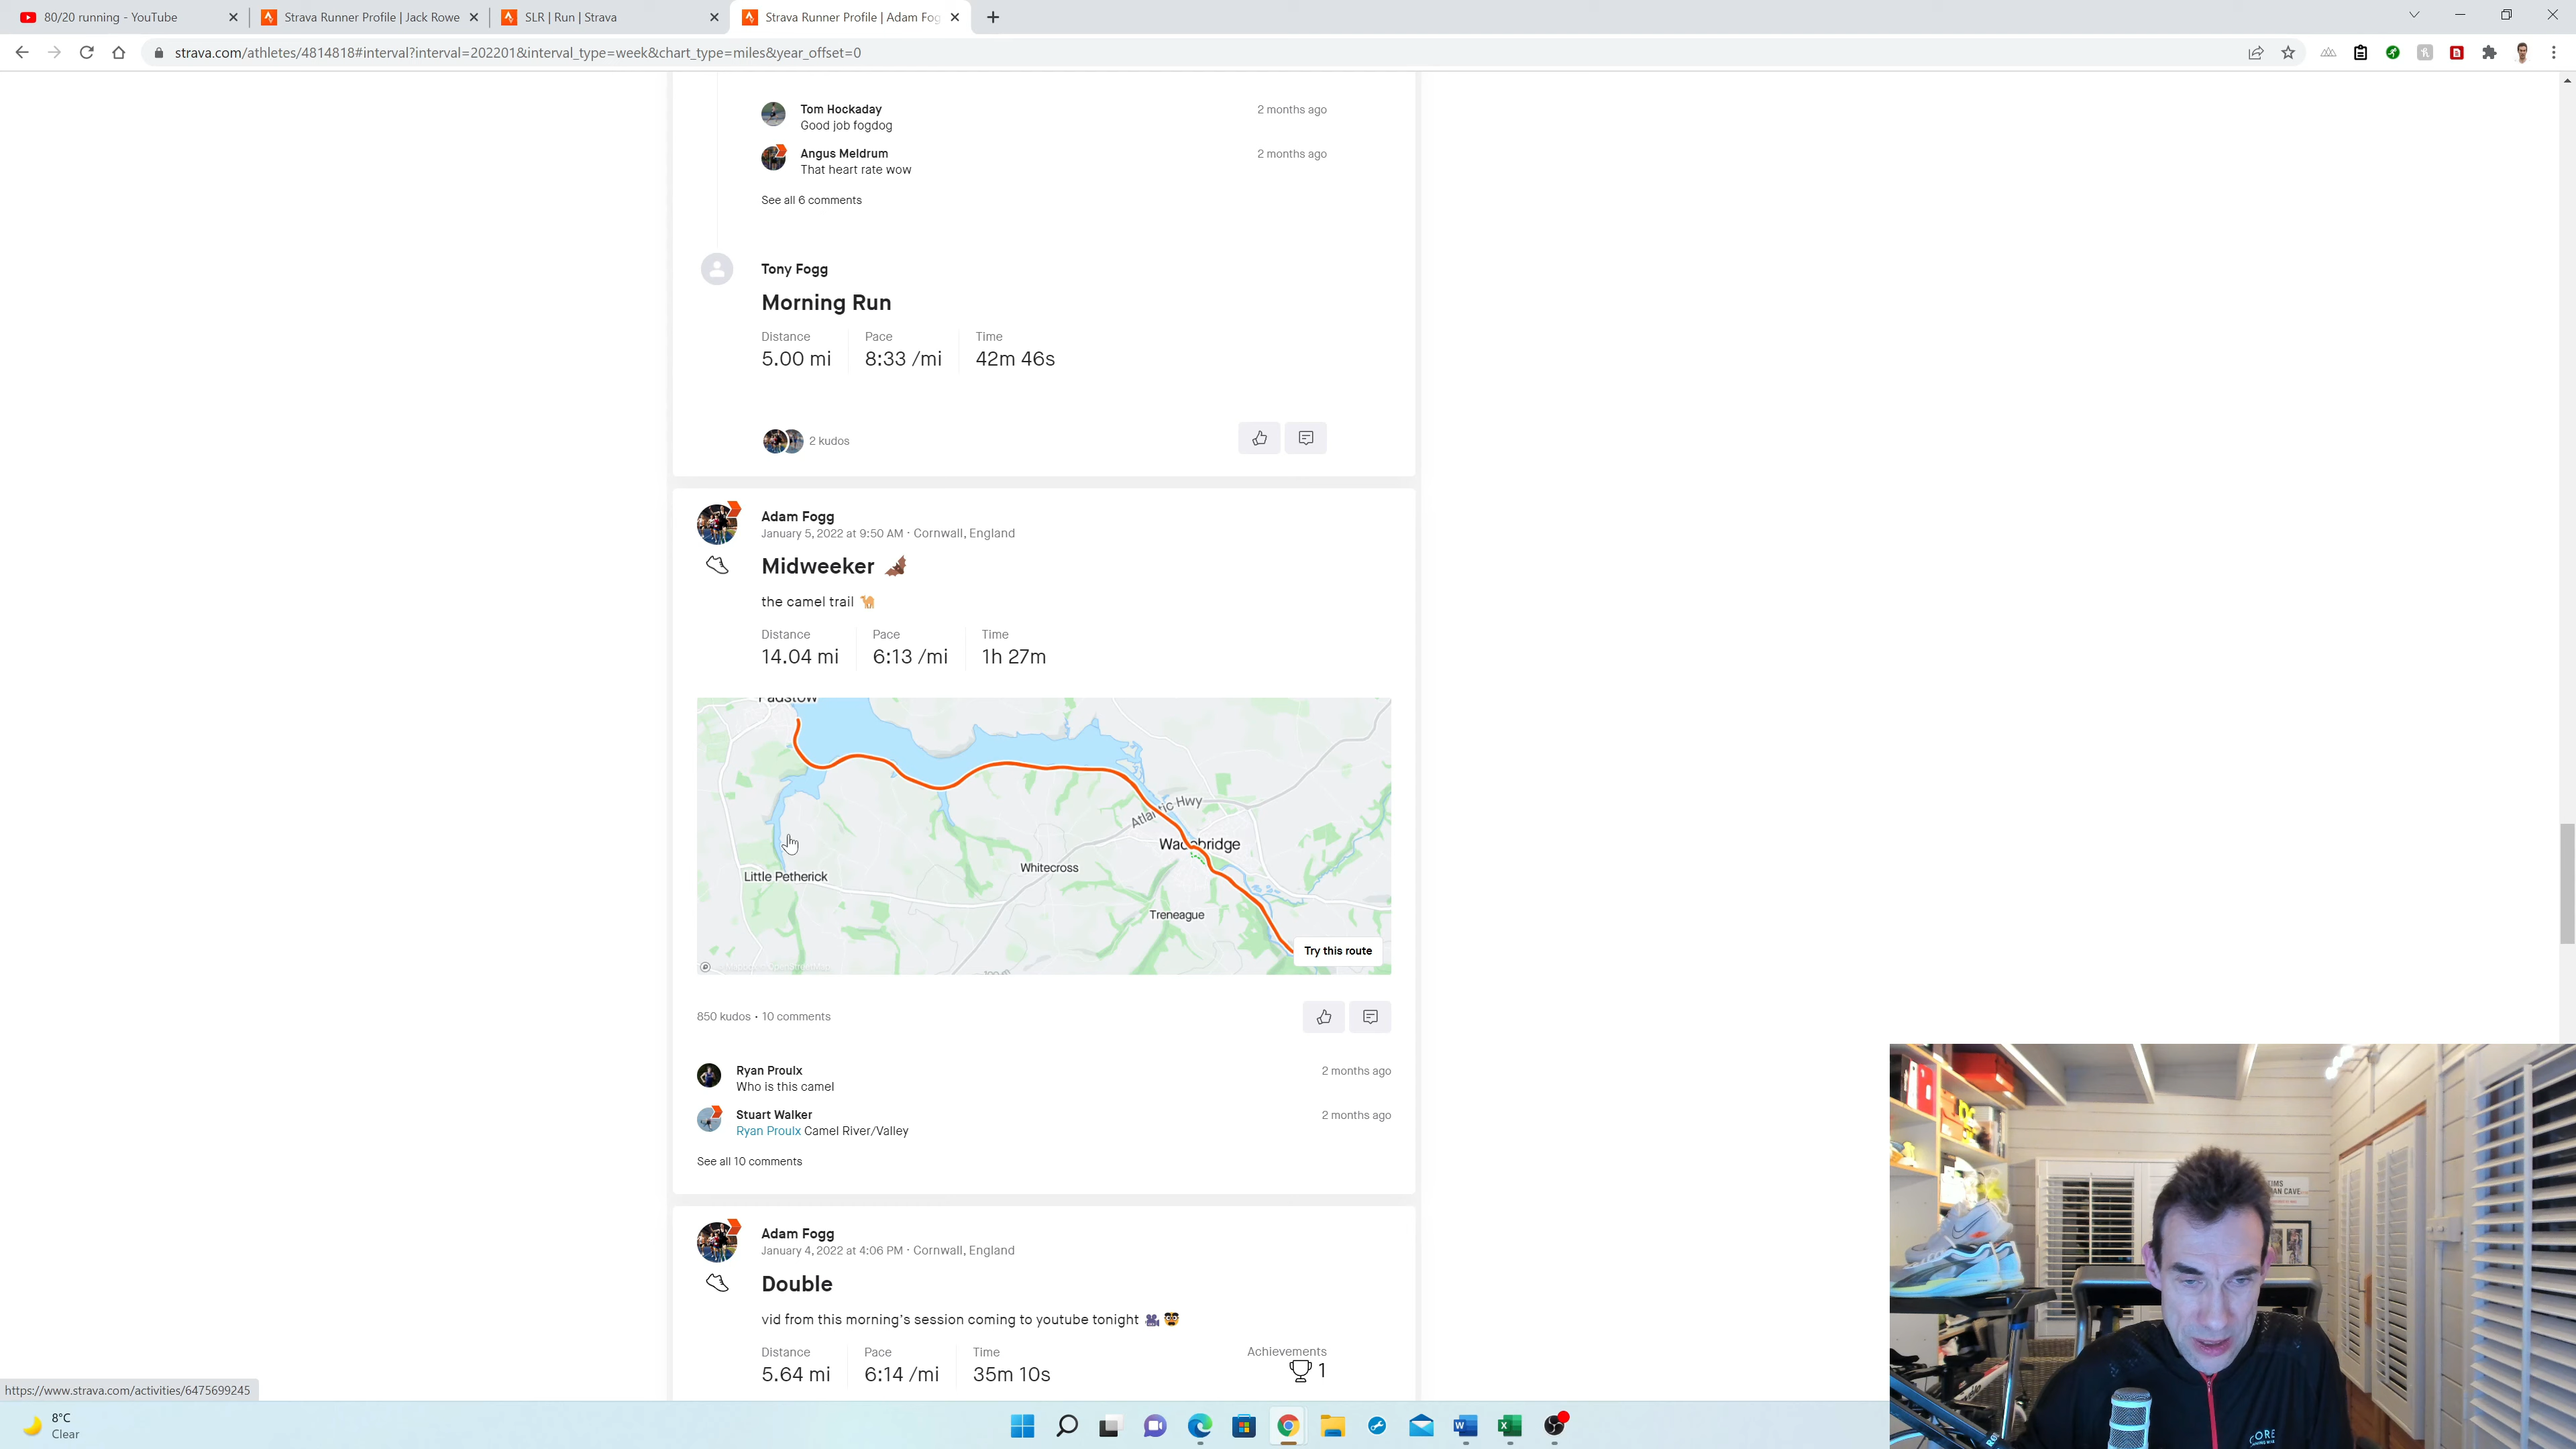 80/20 running - YouTube
Strava Runner Profile | Jack Rowe
SLR | Run | Strava
Strava Runner Profile | Adam Fog
strava.com/athletes/4814818#interval?interval=202201&interval_type=week&chart_type=miles&year_offset=0
Tom Hockaday
2 months ago
Good job fogdog
Angus Meldrum
2 months ago
That heart rate wow
See all 6 comments
Tony Fogg
Morning Run
Distance Pace Time
5.00 mi 8:33 /mi 42m 46s
2 kudos
Adam Fogg
January 5, 2022 at 9:50 AM · Cornwall, England
Midweeker 🦇
the camel trail 🐪
Distance Pace Time
14.04 mi 6:13 /mi 1h 27m
Padstow
Atlantic Hwy
Wadebridge
Whitecross
Little Petherick
Treneague
Try this route
850 kudos • 10 comments
Ryan Proulx
2 months ago
Who is this camel
Stuart Walker
2 months ago
Ryan Proulx Camel River/Valley
See all 10 comments
Adam Fogg
January 4, 2022 at 4:06 PM · Cornwall, England
Double
vid from this morning's session coming to youtube tonight 🎥 🥸
Distance Pace Time Achievements
5.64 mi 6:14 /mi 35m 10s 1
https://www.strava.com/activities/6475699245
8°C
Clear
CORE